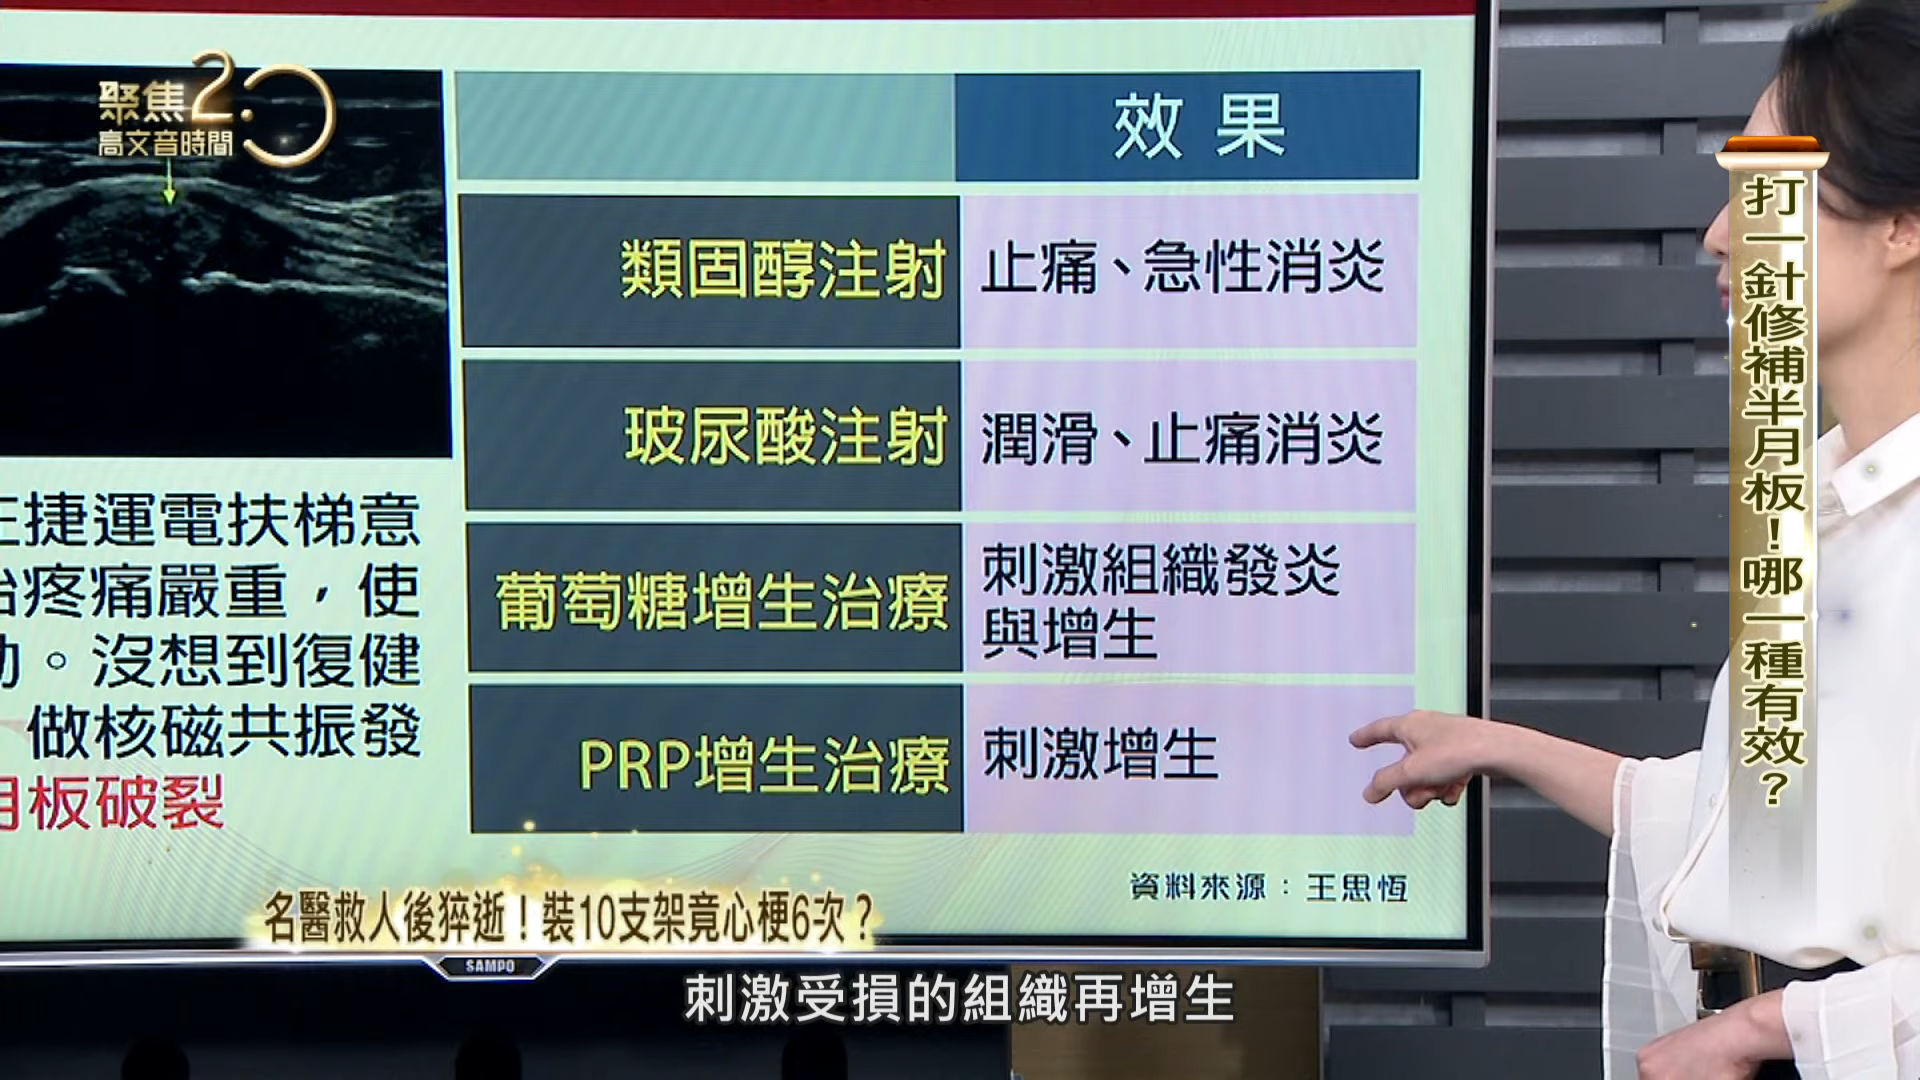 聚焦2.0
高文音時間
效果
類固醇注射
止痛、急性消炎
玻尿酸注射
潤滑、止痛消炎
葡萄糖增生治療
刺激組織發炎
與增生
PRP增生治療
刺激增生
捷運電扶梯意
疼痛嚴重，使
。沒想到復健
做核磁共振發
板破裂
資料來源：王思恆
打一針修補半月板！哪一種有效？
名醫救人後猝逝！裝10支架竟心梗6次？
SAMPO
刺激受損的組織再增生